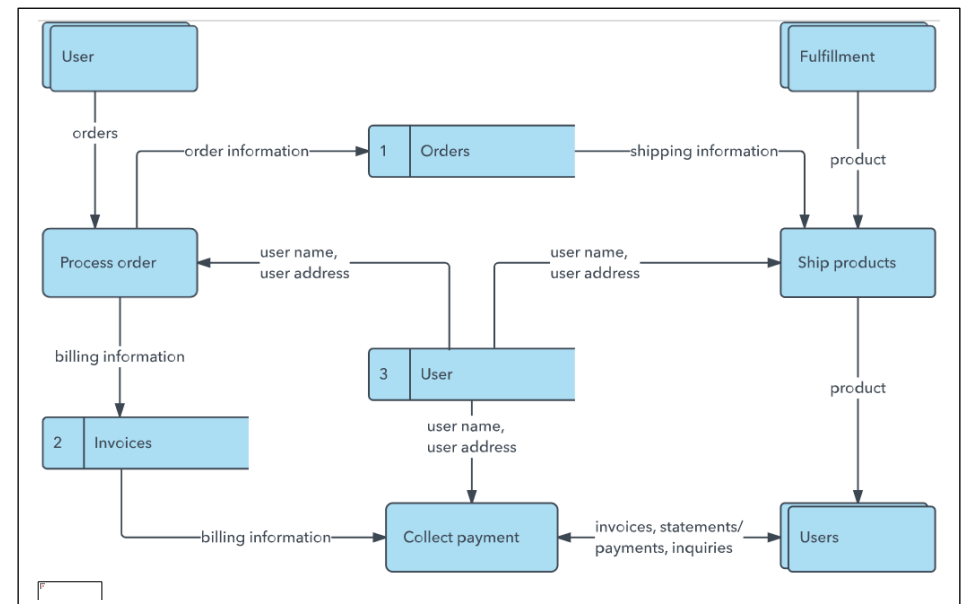 User
Fulfillment
orders
order information
1 Orders
shipping information
product
Process order
user name,
user address
user name,
user address
Ship products
billing information
3 User
product
user name,
user address
2 Invoices
billing information
Collect payment
invoices, statements/
payments, inquiries
Users
F